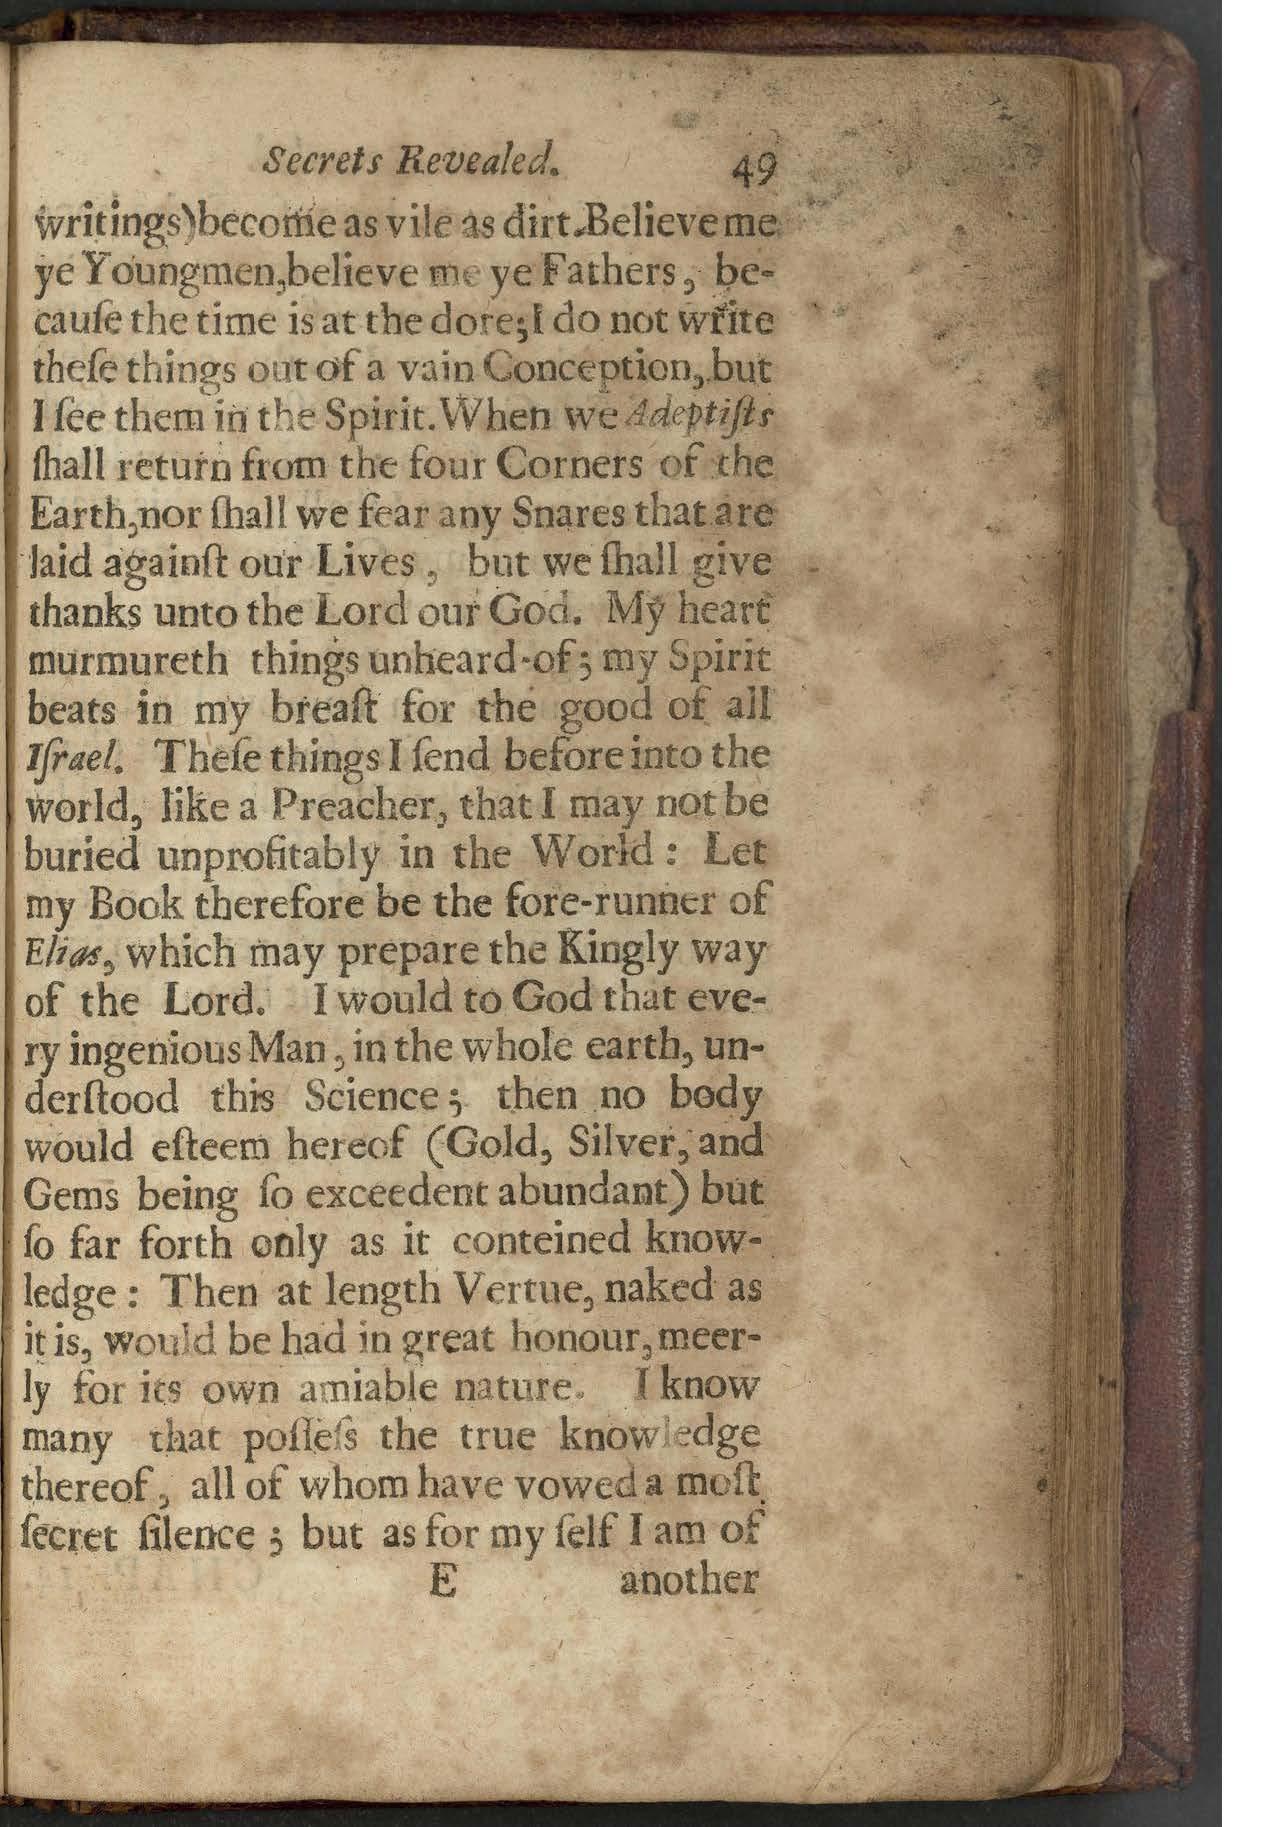 Secrets Revealed. 49
writings) become as vile as dirt. Believe me
ye Youngmen, believe me ye Fathers, be-
cauſe the time is at the dore; I do not write
theſe things out of a vain Conception, but
I ſee them in the Spirit. When we Adeptiſts
ſhall return from the four Corners of the
Earth, nor ſhall we fear any Snares that are
laid againſt our Lives, but we ſhall give
thanks unto the Lord our God. My heart
murmureth things unheard-of; my Spirit
beats in my breaſt for the good of all
Iſrael. Theſe things I ſend before into the
world, like a Preacher, that I may not be
buried unprofitably in the World: Let
my Book therefore be the fore-runner of
Elias, which may prepare the Kingly way
of the Lord. I would to God that eve-
ry ingenious Man, in the whole earth, un-
derſtood this Science; then no body
would eſteem hereof (Gold, Silver, and
Gems being ſo exceedent abundant) but
ſo far forth only as it conteined know-
ledge: Then at length Vertue, naked as
it is, would be had in great honour, meer-
ly for its own amiable nature. I know
many that poſſeſs the true knowledge
thereof, all of whom have vowed a moſt
ſecret ſilence; but as for my ſelf I am of
E another